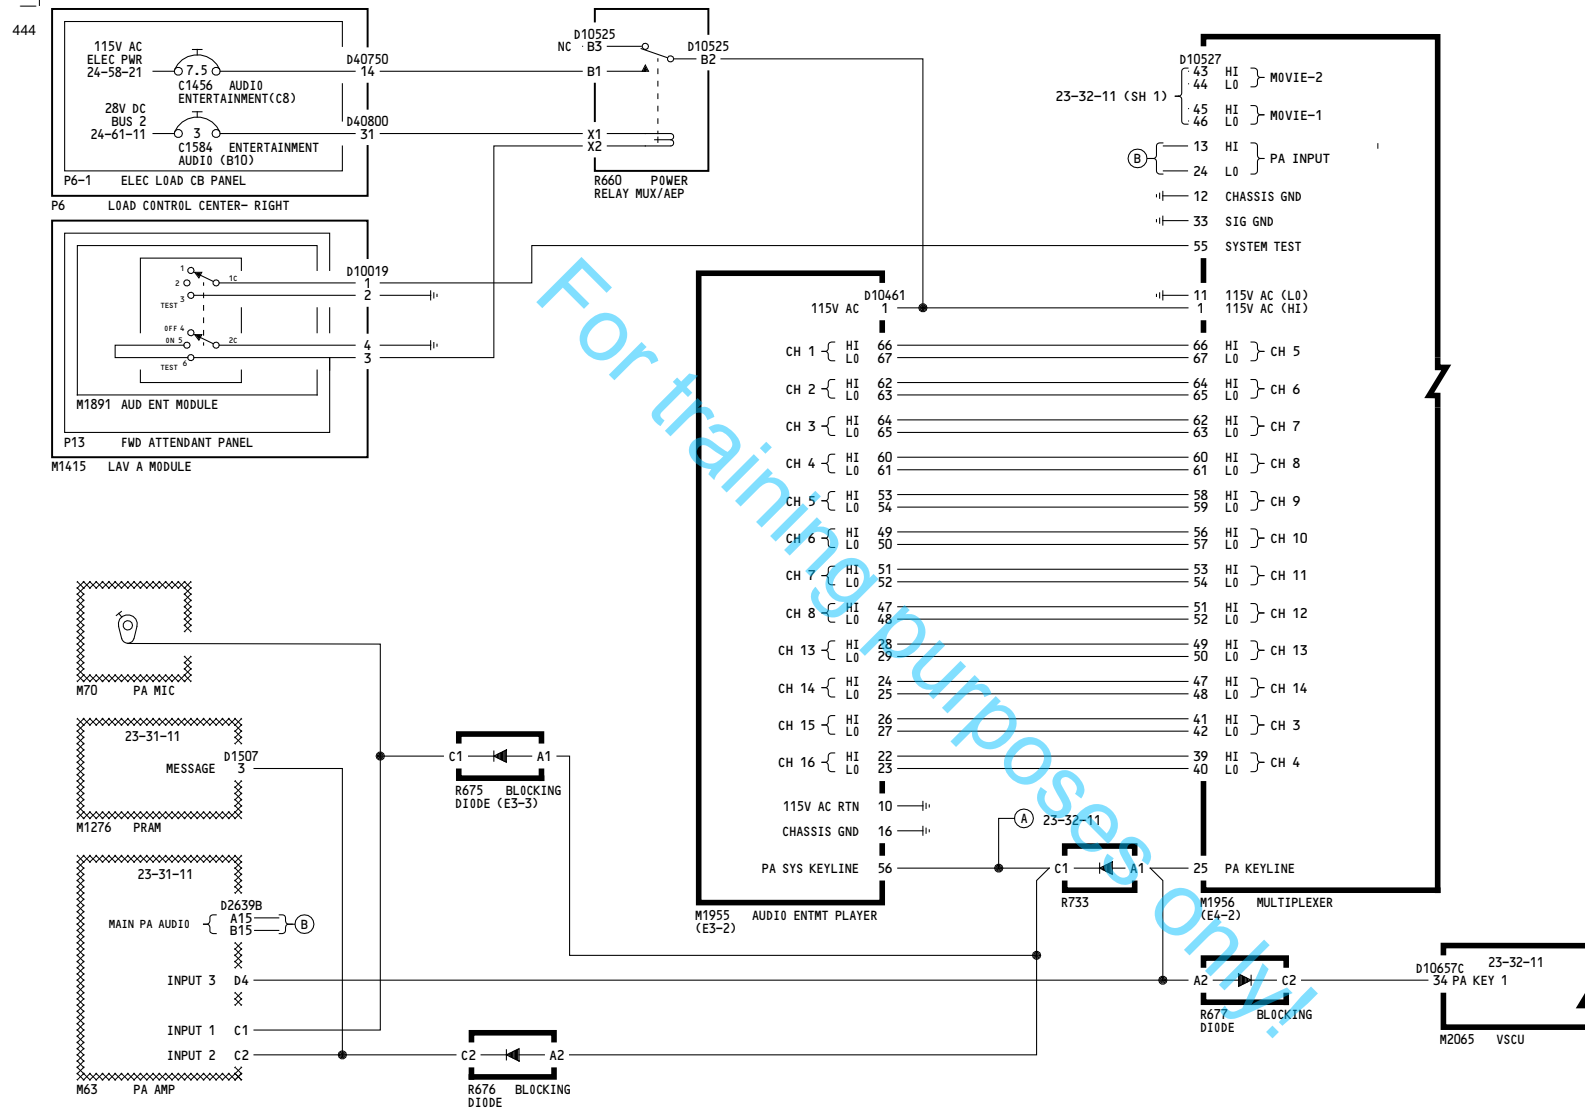 444
115V AC
ELEC PWR
24-58-21
7.5
C1456 AUDIO
ENTERTAINMENT(C8)
D40750
14
28V DC
BUS 2
24-61-11
3
C1584 ENTERTAINMENT
AUDIO (B10)
D40800
31
P6-1 ELEC LOAD CB PANEL
P6 LOAD CONTROL CENTER- RIGHT
D10525
NC B3
B1
X1
X2
D10525
B2
R660 POWER
RELAY MUX/AEP
1
2
3
TEST
1C
OFF 4
ON 5
TEST 6
2C
D10019
1
2
4
3
M1891 AUD ENT MODULE
P13 FWD ATTENDANT PANEL
M1415 LAV A MODULE
D10527
23-32-11 (SH 1)
43 HI
44 LO
MOVIE-2
45 HI
46 LO
MOVIE-1
B
13 HI
24 LO
PA INPUT
12 CHASSIS GND
33 SIG GND
55 SYSTEM TEST
11 115V AC (LO)
1 115V AC (HI)
D10461
115V AC 1
CH 1 HI 66
LO 67
66 HI
67 LO CH 5
CH 2 HI 62
LO 63
64 HI
65 LO CH 6
CH 3 HI 64
LO 65
62 HI
63 LO CH 7
CH 4 HI 60
LO 61
60 HI
61 LO CH 8
CH 5 HI 53
LO 54
58 HI
59 LO CH 9
CH 6 HI 49
LO 50
56 HI
57 LO CH 10
CH 7 HI 51
LO 52
53 HI
54 LO CH 11
CH 8 HI 47
LO 48
51 HI
52 LO CH 12
CH 13 HI 28
LO 29
49 HI
50 LO CH 13
CH 14 HI 24
LO 25
47 HI
48 LO CH 14
CH 15 HI 26
LO 27
41 HI
42 LO CH 3
CH 16 HI 22
LO 23
39 HI
40 LO CH 4
115V AC RTN 10
CHASSIS GND 16
PA SYS KEYLINE 56
A 23-32-11
C1 A1
R733
25 PA KEYLINE
M1955 AUDIO ENTMT PLAYER
(E3-2)
M1956 MULTIPLEXER
(E4-2)
M70 PA MIC
23-31-11
D1507
MESSAGE 3
M1276 PRAM
C1 A1
R675 BLOCKING
DIODE (E3-3)
23-31-11
D2639B
MAIN PA AUDIO A15
B15
B
INPUT 3 D4
INPUT 1 C1
INPUT 2 C2
M63 PA AMP
C2 A2
R676 BLOCKING
DIODE
A2 C2
R677 BLOCKING
DIODE
D10657C
23-32-11
34 PA KEY 1
M2065 VSCU
For training purposes only!